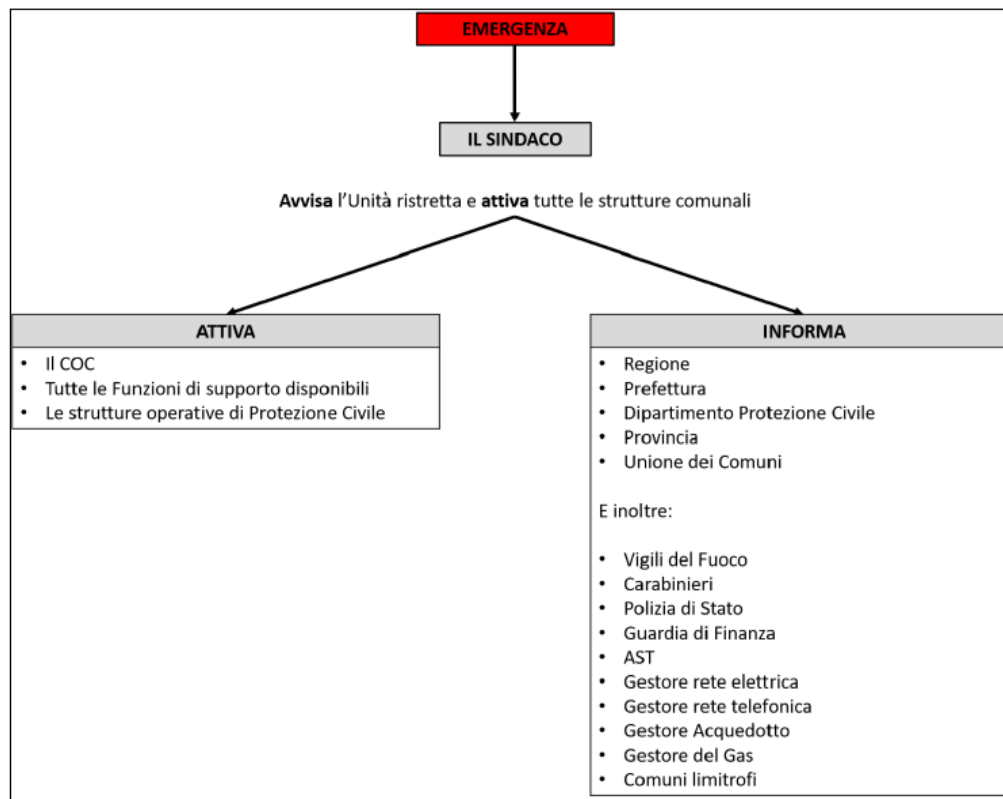 EMERGENZA
IL SINDACO
Avvisa l'Unità ristretta e attiva tutte le strutture comunali
ATTIVA
• Il COC
• Tutte le Funzioni di supporto disponibili
• Le strutture operative di Protezione Civile
INFORMA
• Regione
• Prefettura
• Dipartimento Protezione Civile
• Provincia
• Unione dei Comuni
E inoltre:
• Vigili del Fuoco
• Carabinieri
• Polizia di Stato
• Guardia di Finanza
• AST
• Gestore rete elettrica
• Gestore rete telefonica
• Gestore Acquedotto
• Gestore del Gas
• Comuni limitrofi